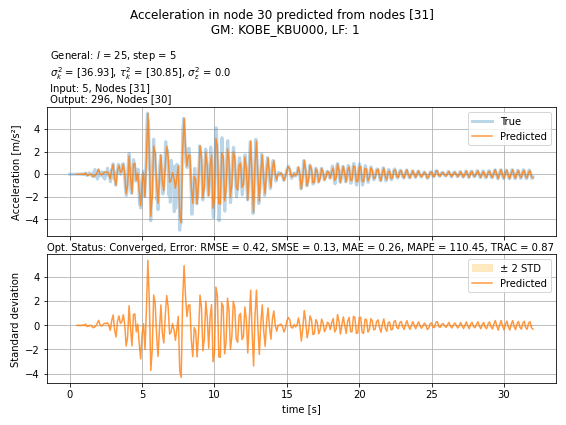 Acceleration in node 30 predicted from nodes [31]
GM: KOBE_KBU000, LF: 1
General: l = 25, step = 5
σ²ₖ = [36.93], τ²ₖ = [30.85], σ²ε = 0.0
Input: 5, Nodes [31]
Output: 296, Nodes [30]
Acceleration [m/s²]
4
2
0
−2
−4
True
Predicted
Opt. Status: Converged, Error: RMSE = 0.42, SMSE = 0.13, MAE = 0.26, MAPE = 110.45, TRAC = 0.87
Standard deviation
4
2
0
−2
−4
± 2 STD
Predicted
0 5 10 15 20 25 30
time [s]